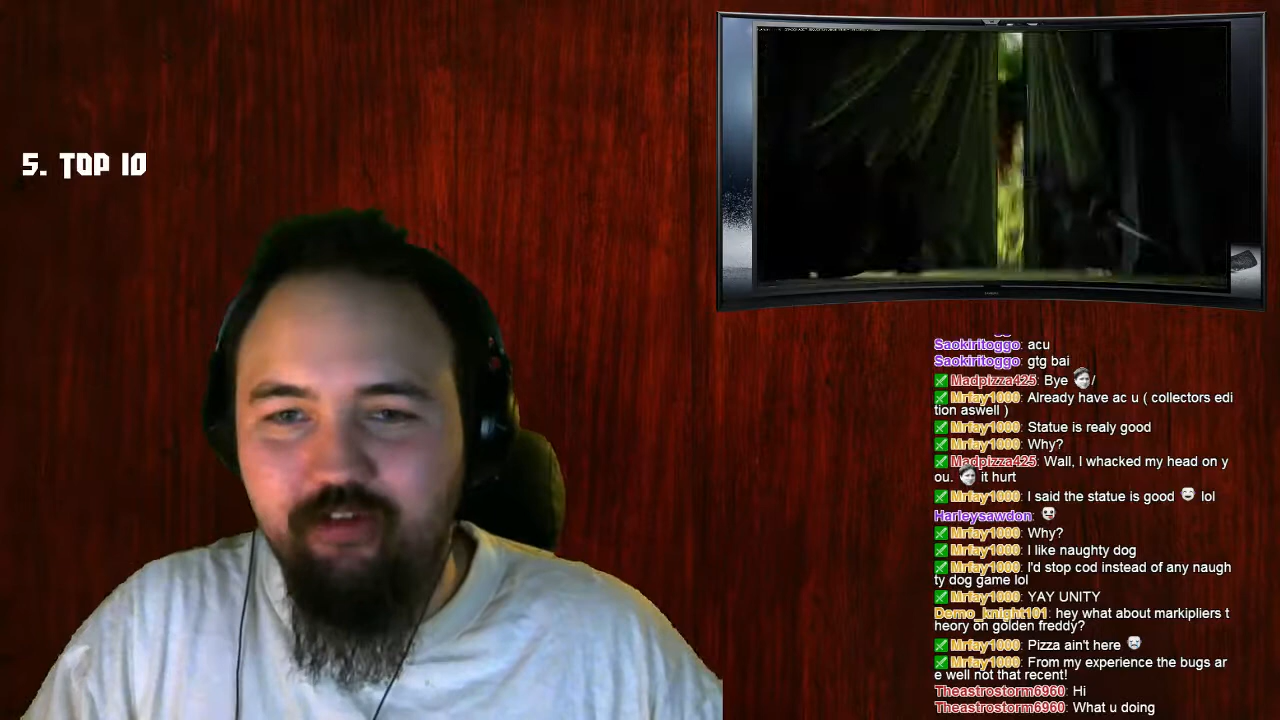 5. TOP 10
Saokiritoggo: acu
Saokiritoggo: gtg bai
Madpizza425: Bye /
Mrfay1000: Already have ac u ( collectors edi
tion aswell )
Mrfay1000: Statue is realy good
Mrfay1000: Why?
Madpizza425: Wall, I whacked my head on y
ou. it hurt
Mrfay1000: I said the statue is good lol
Harleysawdon:
Mrfay1000: Why?
Mrfay1000: I like naughty dog
Mrfay1000: I'd stop cod instead of any naugh
ty dog game lol
Mrfay1000: YAY UNITY
Demo_knight101: hey what about markipliers t
heory on golden freddy?
Mrfay1000: Pizza ain't here
Mrfay1000: From my experience the bugs ar
e well not that recent!
Theastrostorm6960: Hi
Theastrostorm6960: What u doing